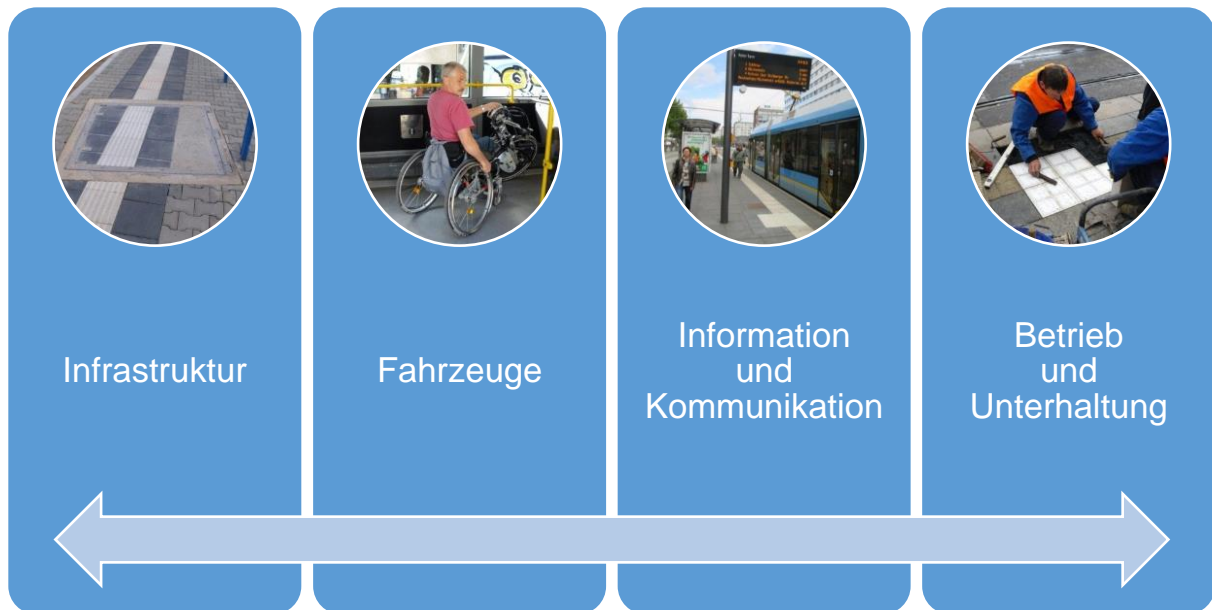 Infrastruktur
Fahrzeuge
Information
und
Kommunikation
Betrieb
und
Unterhaltung